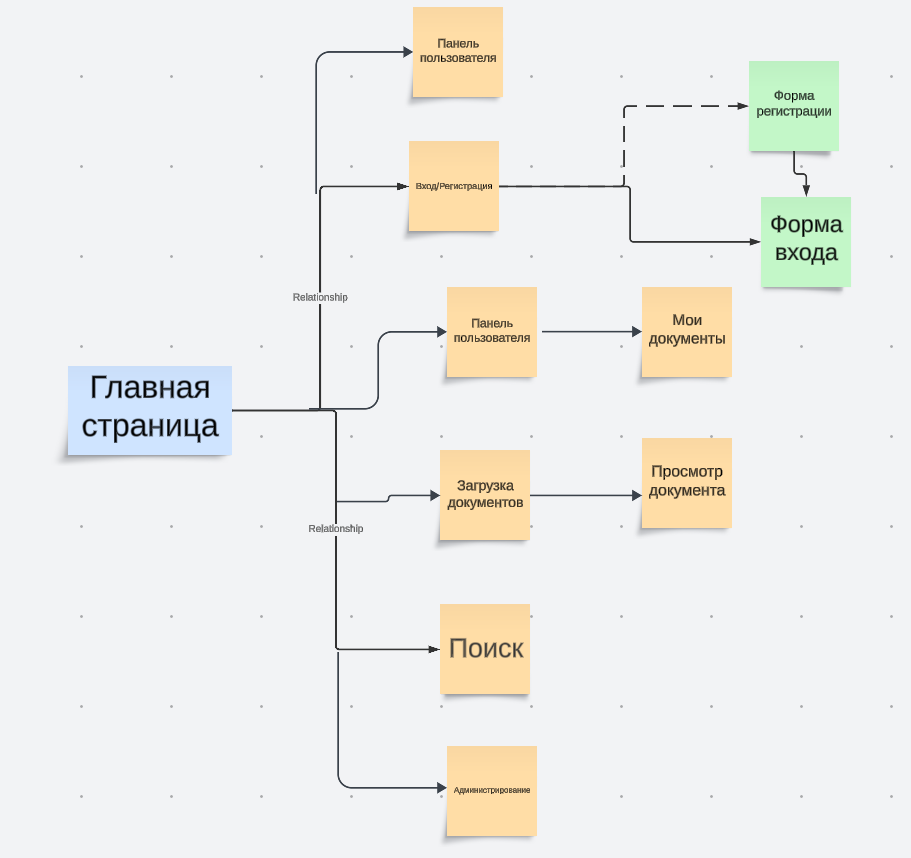 Панель
пользователя
Форма
регистрации
Вход/Регистрация
Форма
входа
Relationship
Панель
пользователя
Мои
документы
Главная
страница
Загрузка
документов
Просмотр
документа
Relationship
Поиск
Администрирование